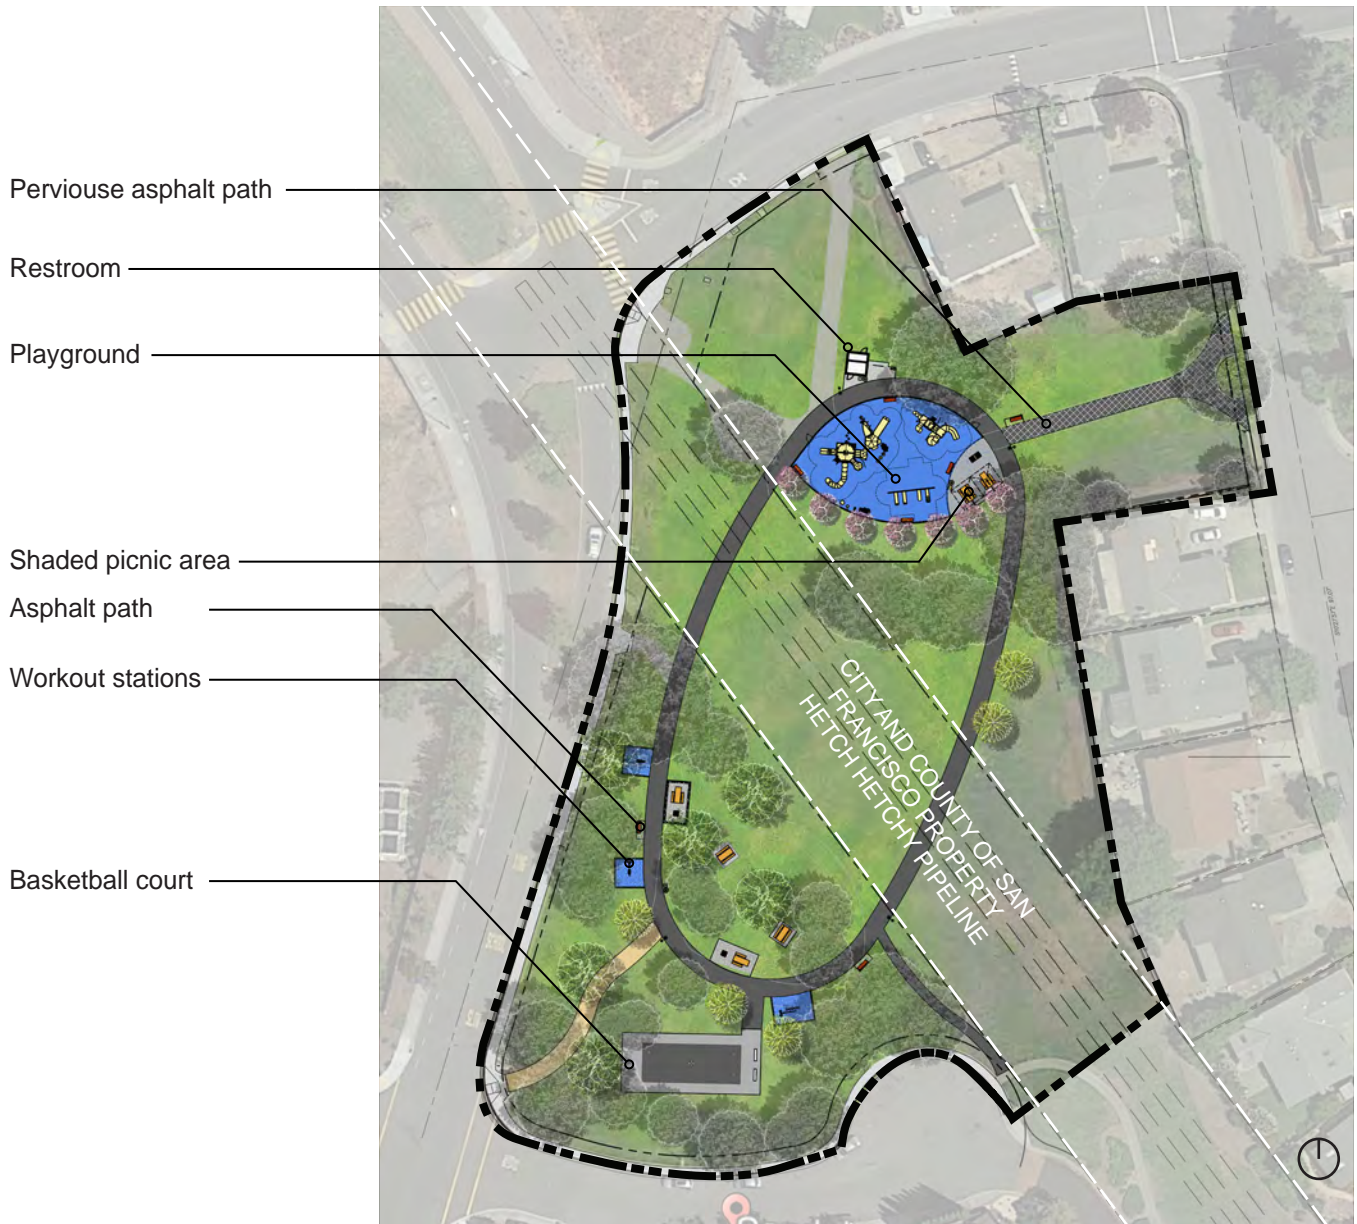 Perviouse asphalt path
Restroom
Playground
Shaded picnic area
Asphalt path
Workout stations
Basketball court
CITY AND COUNTY OF SAN
FRANCISCO PROPERTY
HETCH HETCHY PIPELINE